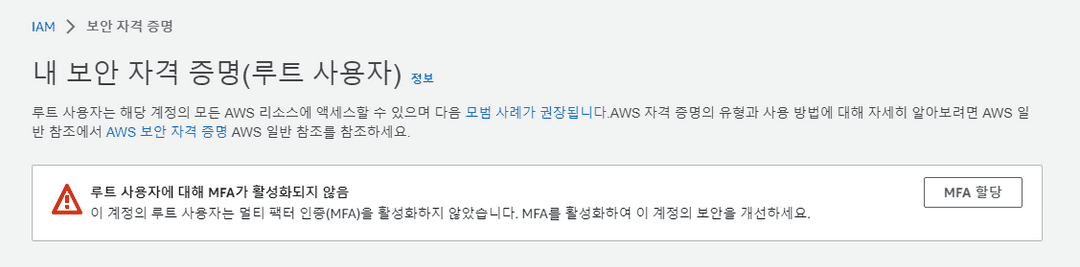 IAM > 보안 자격 증명
내 보안 자격 증명(루트 사용자) 정보
루트 사용자는 해당 계정의 모든 AWS 리소스에 액세스할 수 있으며 다음 모범 사례가 권장됩니다.AWS 자격 증명의 유형과 사용 방법에 대해 자세히 알아보려면 AWS 일
반 참조에서 AWS 보안 자격 증명 AWS 일반 참조를 참조하세요.
루트 사용자에 대해 MFA가 활성화되지 않음
이 계정의 루트 사용자는 멀티 팩터 인증(MFA)을 활성화하지 않았습니다. MFA를 활성화하여 이 계정의 보안을 개선하세요.
MFA 할당